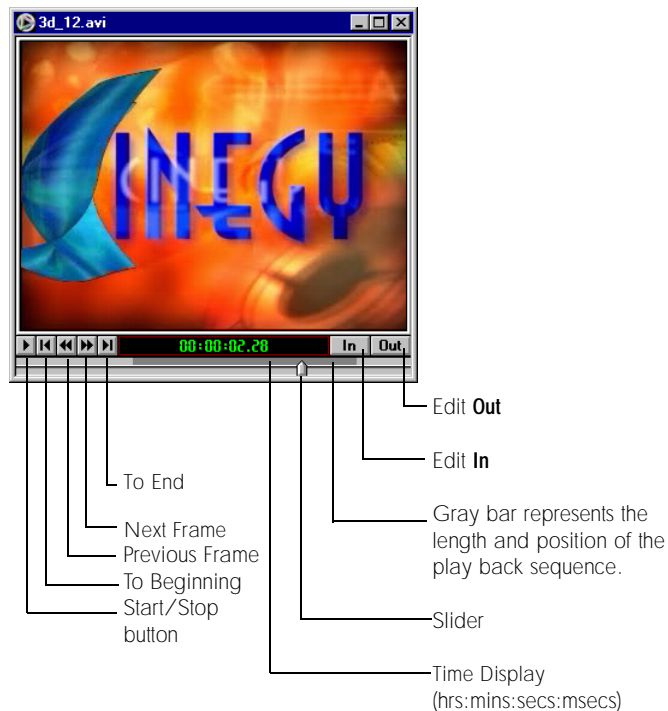 3d_12.avi
CINEGY
00:00:02.28
In
Out
Edit Out
Edit In
To End
Gray bar represents the
length and position of the
play back sequence.
Next Frame
Previous Frame
To Beginning
Start/Stop
button
Slider
Time Display
(hrs:mins:secs:msecs)